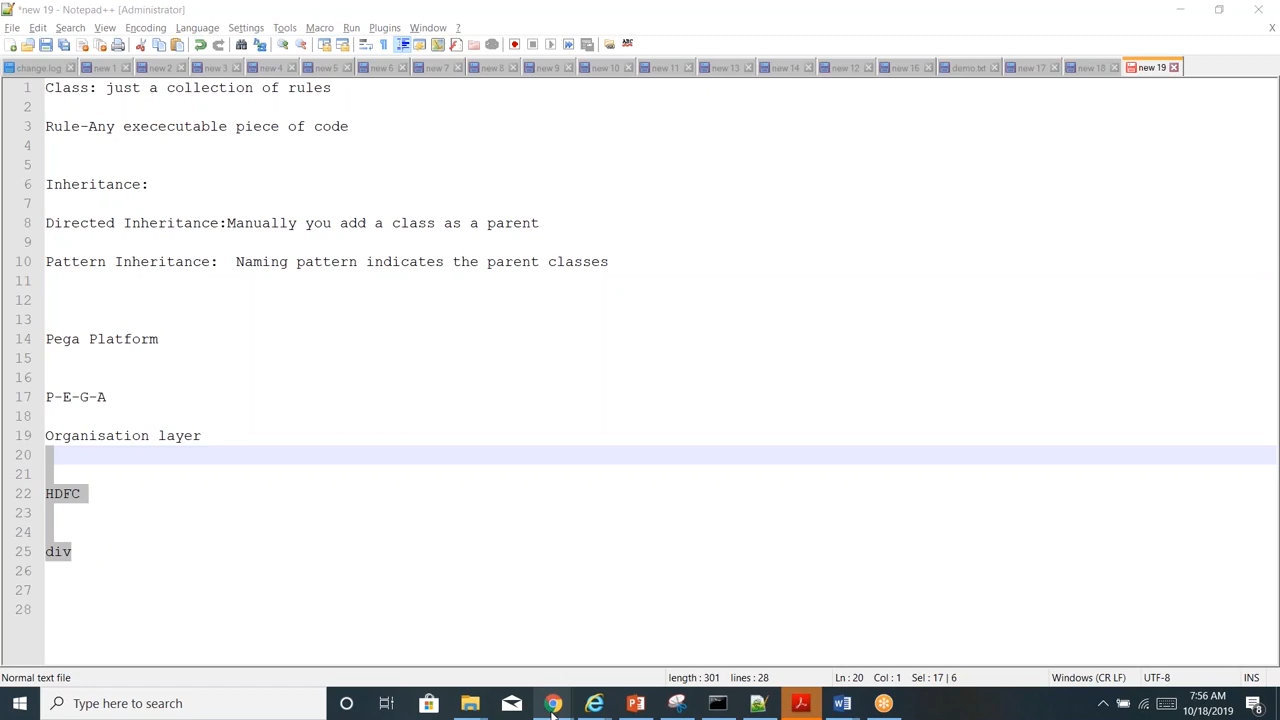 *new 19 - Notepad++ [Administrator]
File Edit Search View Encoding Language Settings Tools Macro Run Plugins Window ?
X
change.log new 1 new 2 new 3 new 4 new 5 new 6 new 7 new 8 new 9 new 10 new 11 new 13 new 14 new 12 new 16 demo.txt new 17 new 18 new 19
1 Class: just a collection of rules
2
3 Rule-Any exececutable piece of code
4
5
6 Inheritance:
7
8 Directed Inheritance:Manually you add a class as a parent
9
10 Pattern Inheritance:  Naming pattern indicates the parent classes
11
12
13
14 Pega Platform
15
16
17 P-E-G-A
18
19 Organisation layer
20
21
22 HDFC
23
24
25 div
26
27
28
Normal text file length : 301 lines : 28 Ln : 20 Col : 1 Sel : 17 | 6 Windows (CR LF) UTF-8 INS
Type here to search
7:56 AM
10/18/2019
8